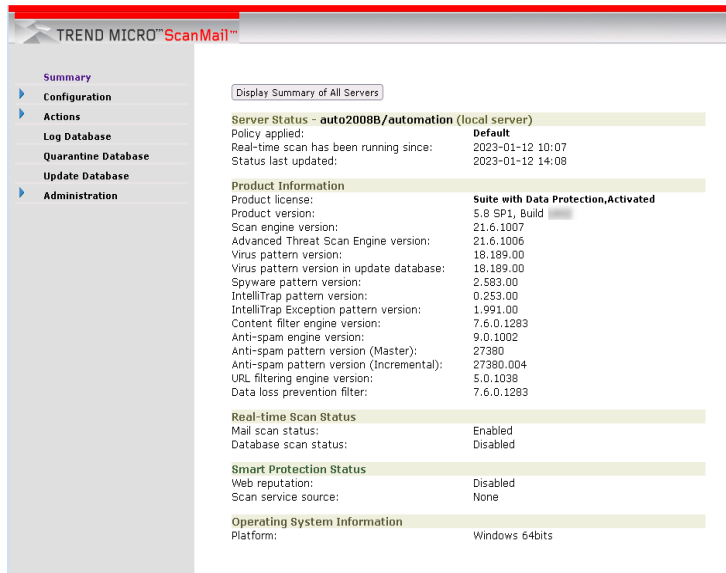 TREND MICRO™ScanMail™
Summary
Configuration
Actions
Log Database
Quarantine Database
Update Database
Administration
Display Summary of All Servers
Server Status - auto2008B/automation (local server)
Policy applied: Default
Real-time scan has been running since: 2023-01-12 10:07
Status last updated: 2023-01-12 14:08
Product Information
Product license: Suite with Data Protection,Activated
Product version: 5.8 SP1, Build
Scan engine version: 21.6.1007
Advanced Threat Scan Engine version: 21.6.1006
Virus pattern version: 18.189.00
Virus pattern version in update database: 18.189.00
Spyware pattern version: 2.583.00
IntelliTrap pattern version: 0.253.00
IntelliTrap Exception pattern version: 1.991.00
Content filter engine version: 7.6.0.1283
Anti-spam engine version: 9.0.1002
Anti-spam pattern version (Master): 27380
Anti-spam pattern version (Incremental): 27380.004
URL filtering engine version: 5.0.1038
Data loss prevention filter: 7.6.0.1283
Real-time Scan Status
Mail scan status: Enabled
Database scan status: Disabled
Smart Protection Status
Web reputation: Disabled
Scan service source: None
Operating System Information
Platform: Windows 64bits